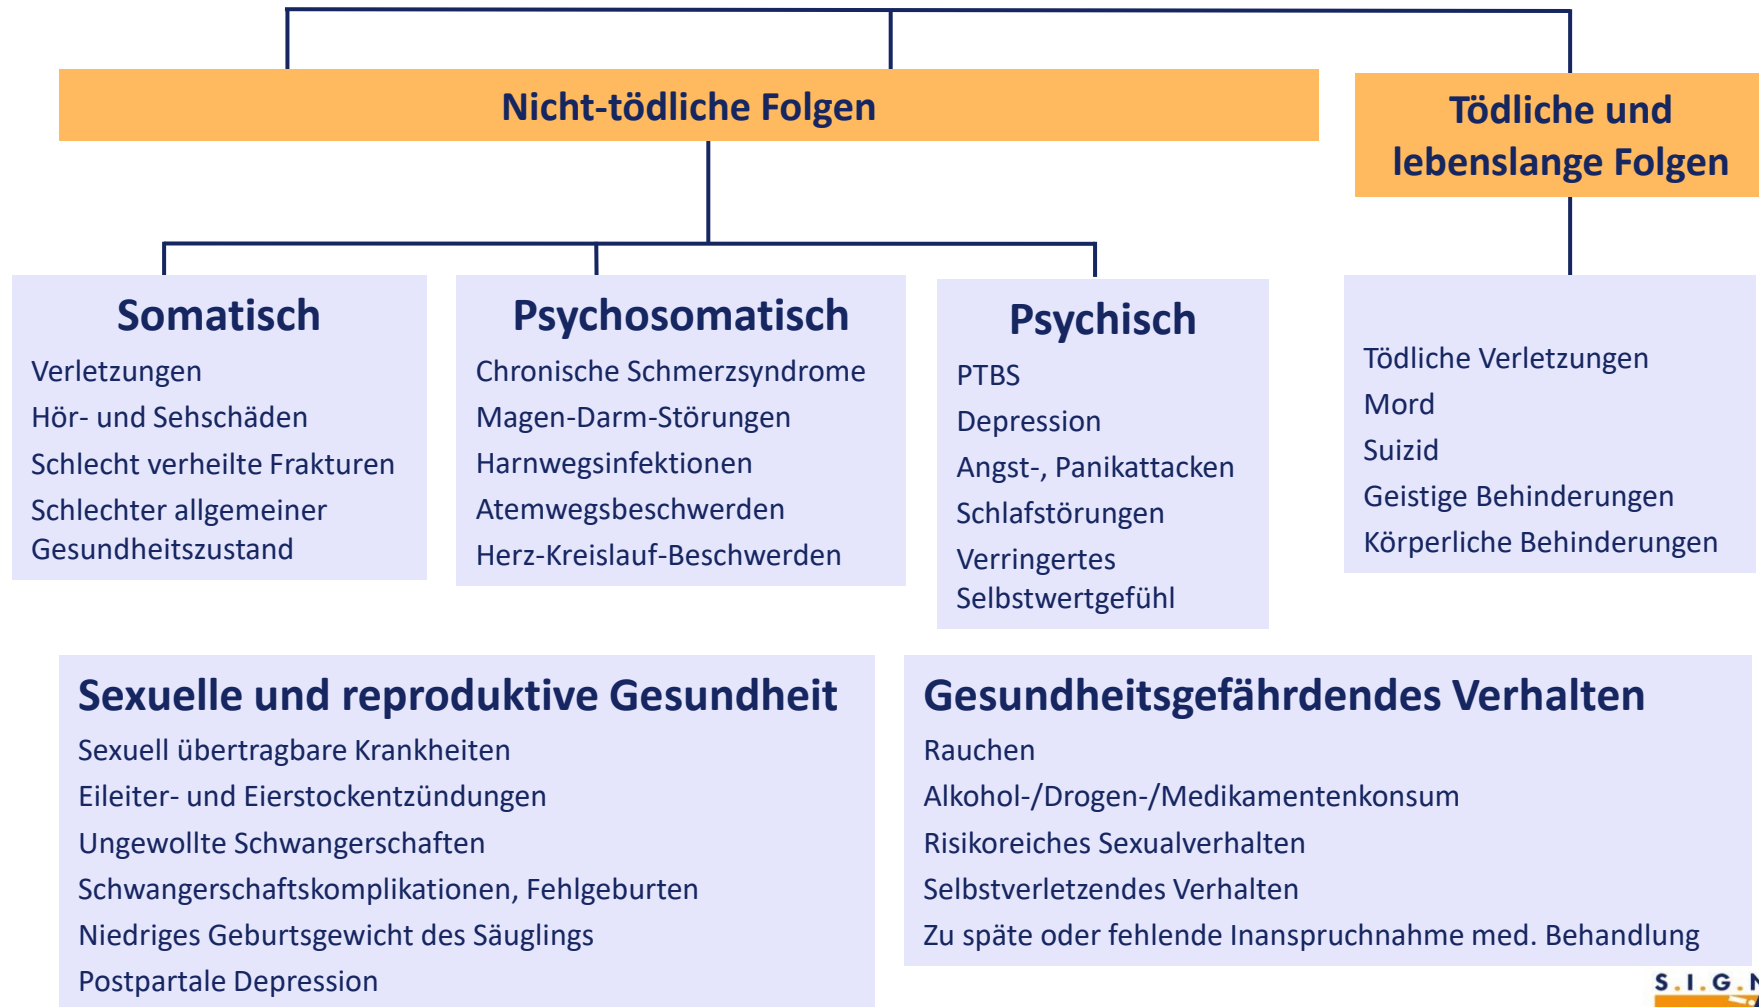 Nicht-tödliche Folgen
Tödliche und
lebenslange Folgen
Somatisch
Verletzungen
Hör- und Sehschäden
Schlecht verheilte Frakturen
Schlechter allgemeiner
Gesundheitszustand
Psychosomatisch
Chronische Schmerzsyndrome
Magen-Darm-Störungen
Harnwegsinfektionen
Atemwegsbeschwerden
Herz-Kreislauf-Beschwerden
Psychisch
PTBS
Depression
Angst-, Panikattacken
Schlafstörungen
Verringertes
Selbstwertgefühl
Tödliche Verletzungen
Mord
Suizid
Geistige Behinderungen
Körperliche Behinderungen
Sexuelle und reproduktive Gesundheit
Sexuell übertragbare Krankheiten
Eileiter- und Eierstockentzündungen
Ungewollte Schwangerschaften
Schwangerschaftskomplikationen, Fehlgeburten
Niedriges Geburtsgewicht des Säuglings
Postpartale Depression
Gesundheitsgefährdendes Verhalten
Rauchen
Alkohol-/Drogen-/Medikamentenkonsum
Risikoreiches Sexualverhalten
Selbstverletzendes Verhalten
Zu späte oder fehlende Inanspruchnahme med. Behandlung
S.I.G.N